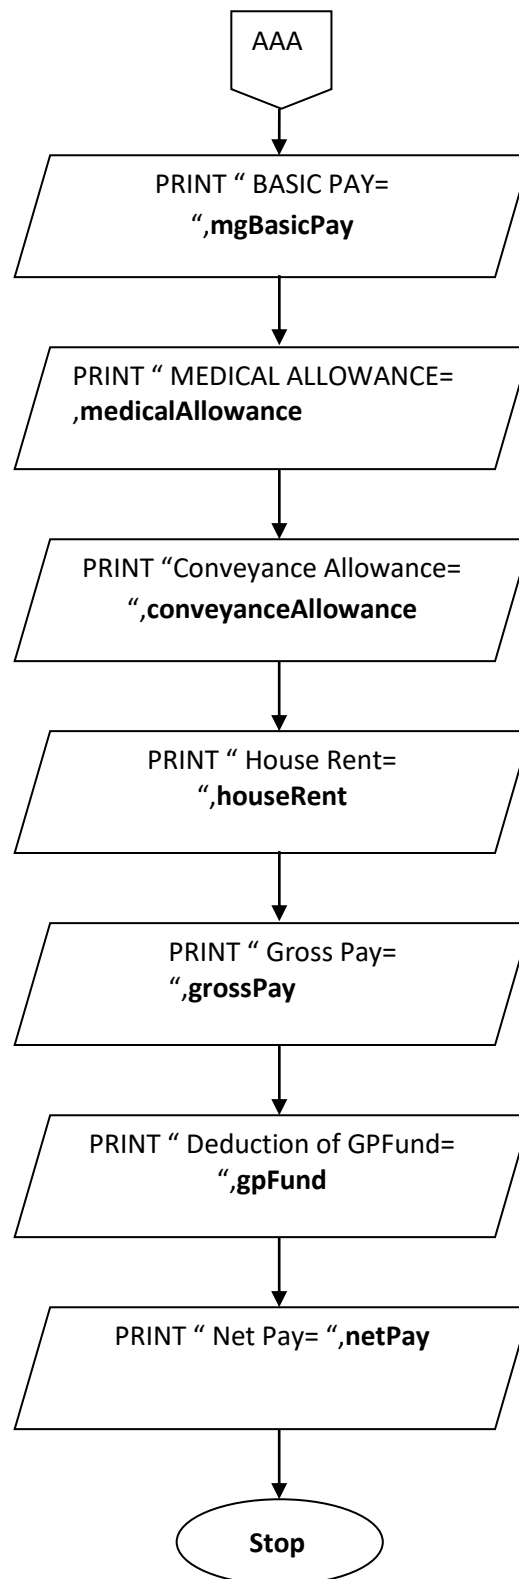 AAA
PRINT “ BASIC PAY=
“,mgBasicPay
PRINT “ MEDICAL ALLOWANCE=
,medicalAllowance
PRINT “Conveyance Allowance=
“,conveyanceAllowance
PRINT “ House Rent=
“,houseRent
PRINT “ Gross Pay=
“,grossPay
PRINT “ Deduction of GPFund=
“,gpFund
PRINT “ Net Pay= “,netPay
Stop